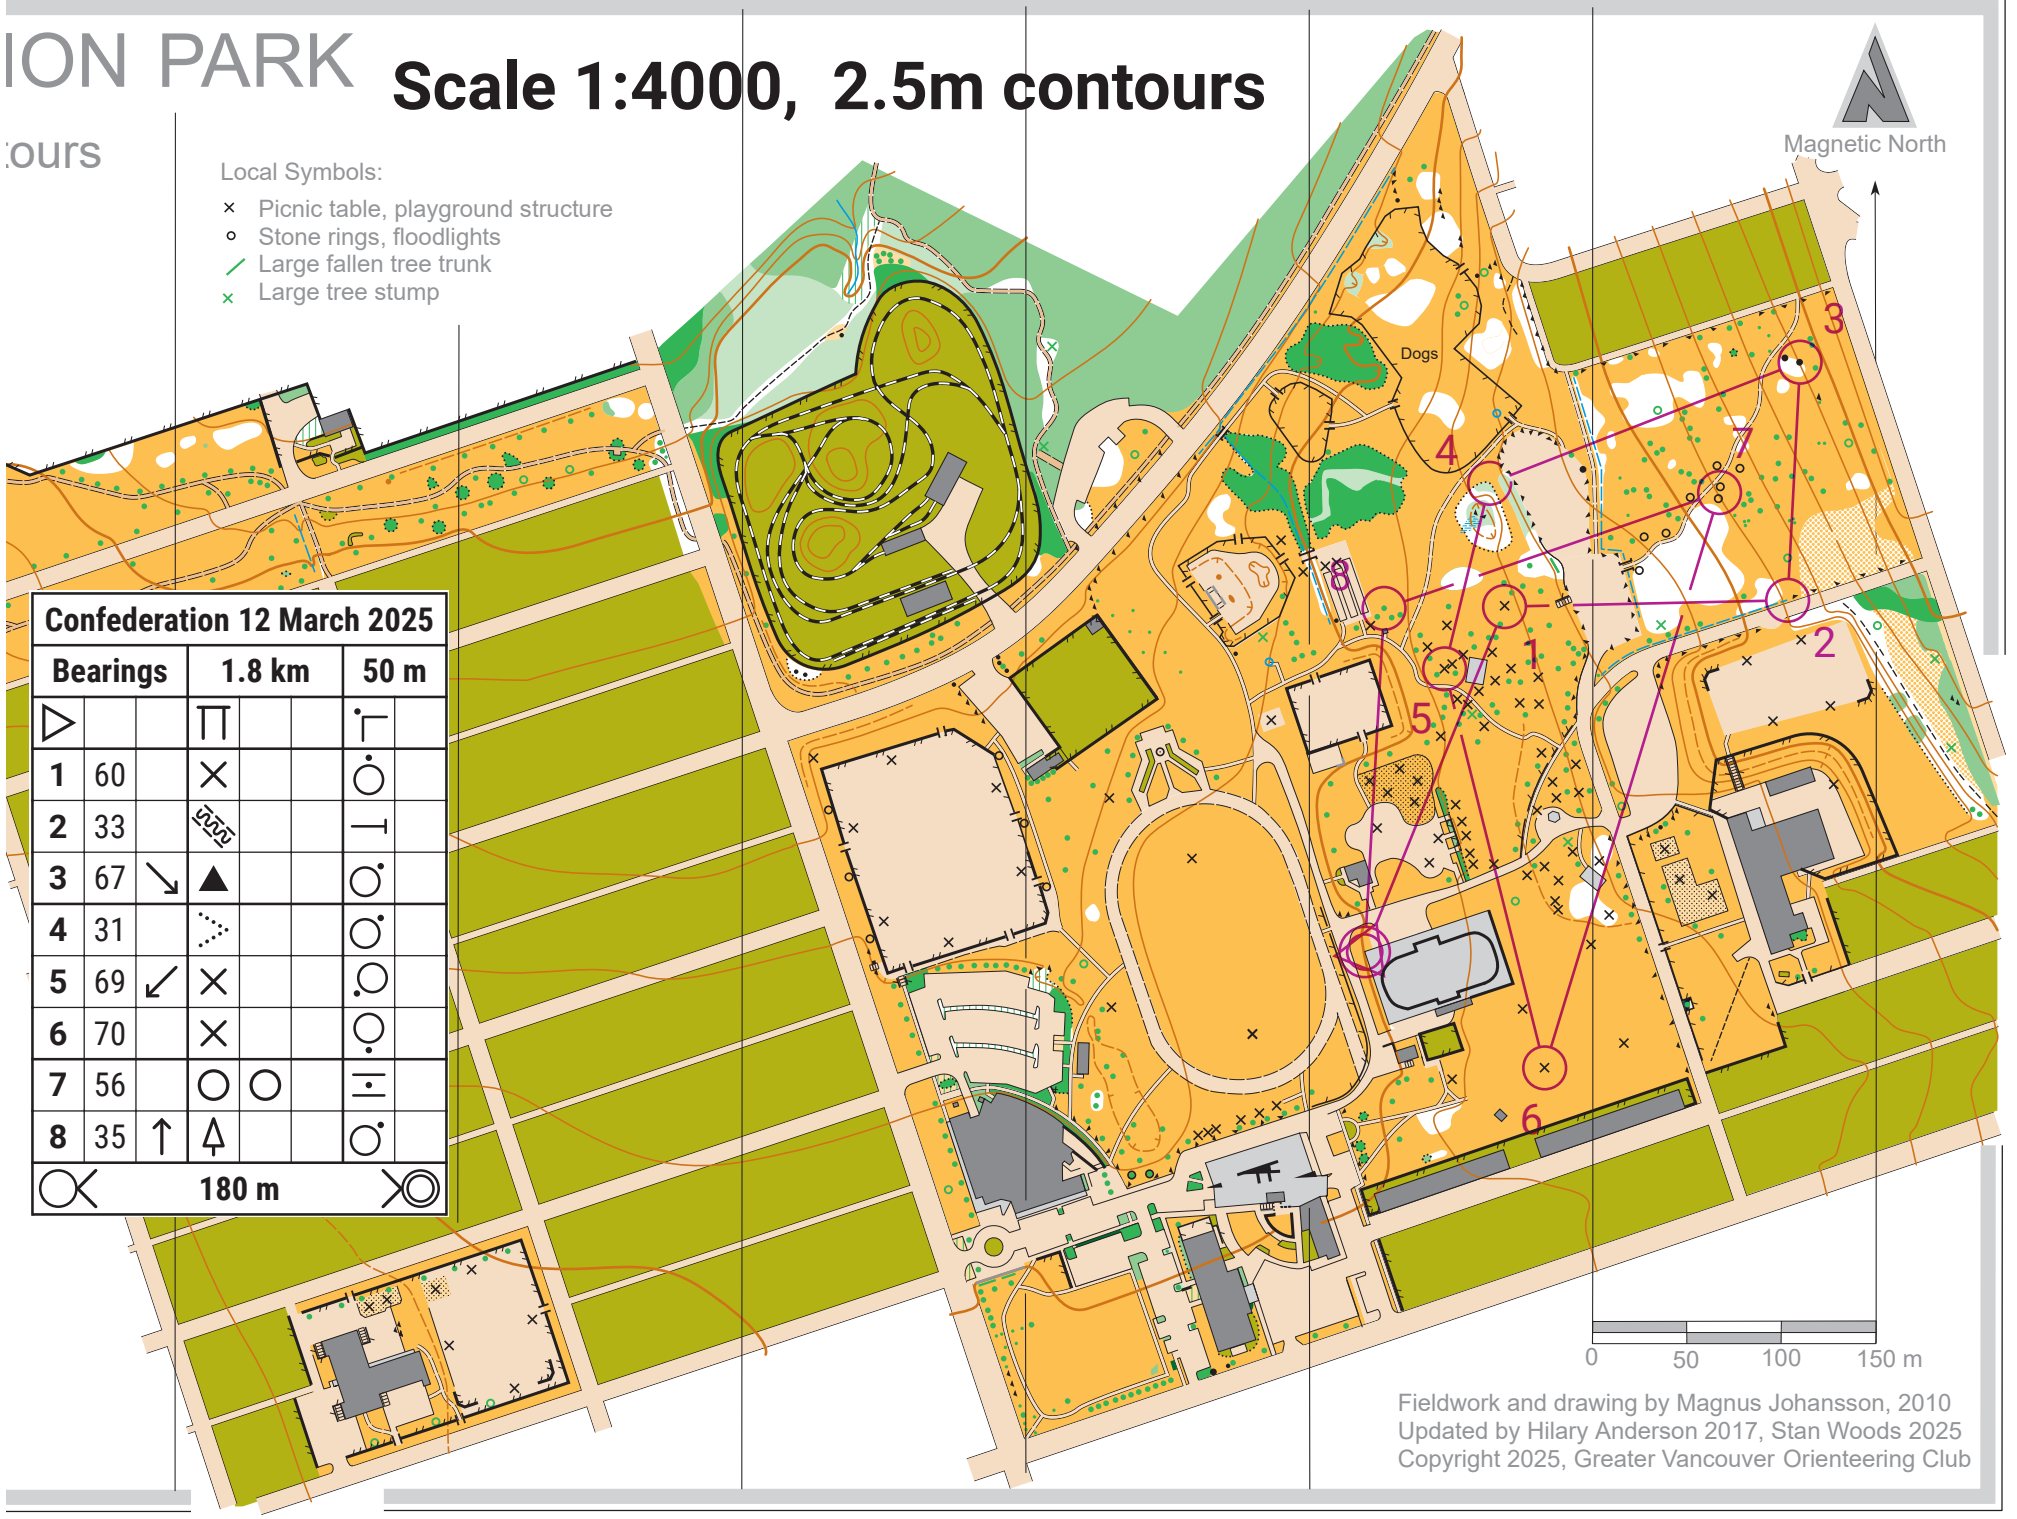 ION PARK
Scale 1:4000, 2.5m contours
tours
Magnetic North
Local Symbols:
Picnic table, playground structure
Stone rings, floodlights
Large fallen tree trunk
Large tree stump
Dogs
3
4
7
8
1
2
5
6
Confederation 12 March 2025
Bearings 1.8 km 50 m
1 60
2 33
3 67
4 31
5 69
6 70
7 56
8 35
180 m
0 50 100 150 m
Fieldwork and drawing by Magnus Johansson, 2010
Updated by Hilary Anderson 2017, Stan Woods 2025
Copyright 2025, Greater Vancouver Orienteering Club